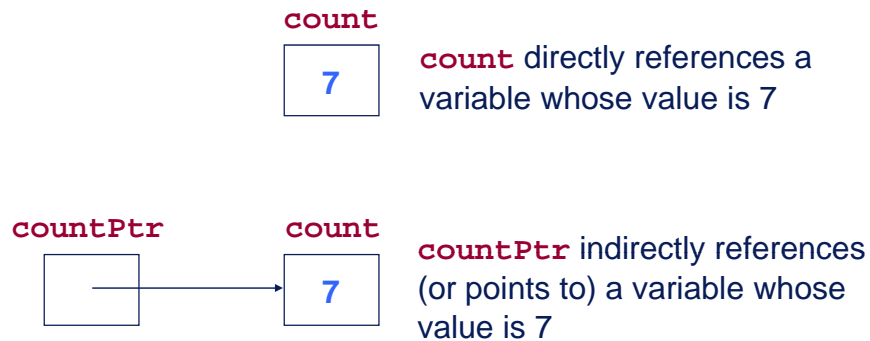 count
7
count directly references a
variable whose value is 7
countPtr
count
7
countPtr indirectly references
(or points to) a variable whose
value is 7